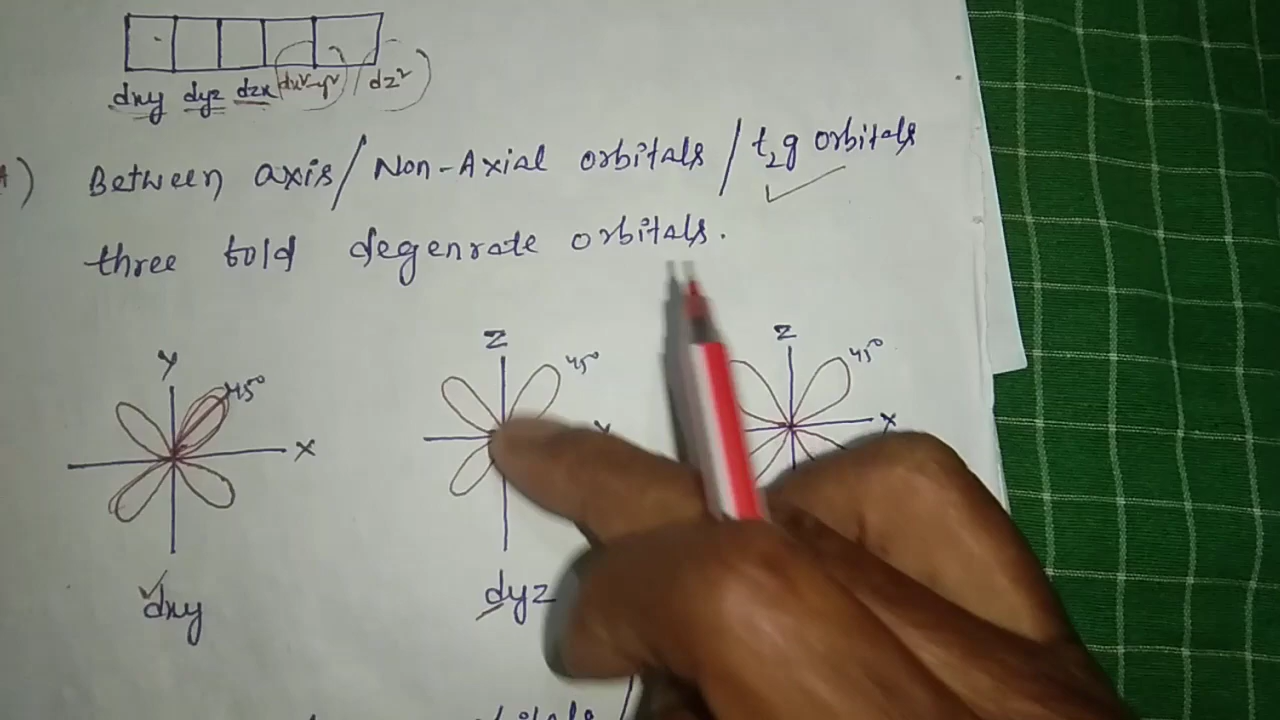 dxy dyz dzx dx²-y² dz²
A) Between axis/Non-Axial orbitals/t₂g orbitals
three fold degenrate orbitals.
Y Z Z
45° 45° 45°
X Y X
dxy dyz